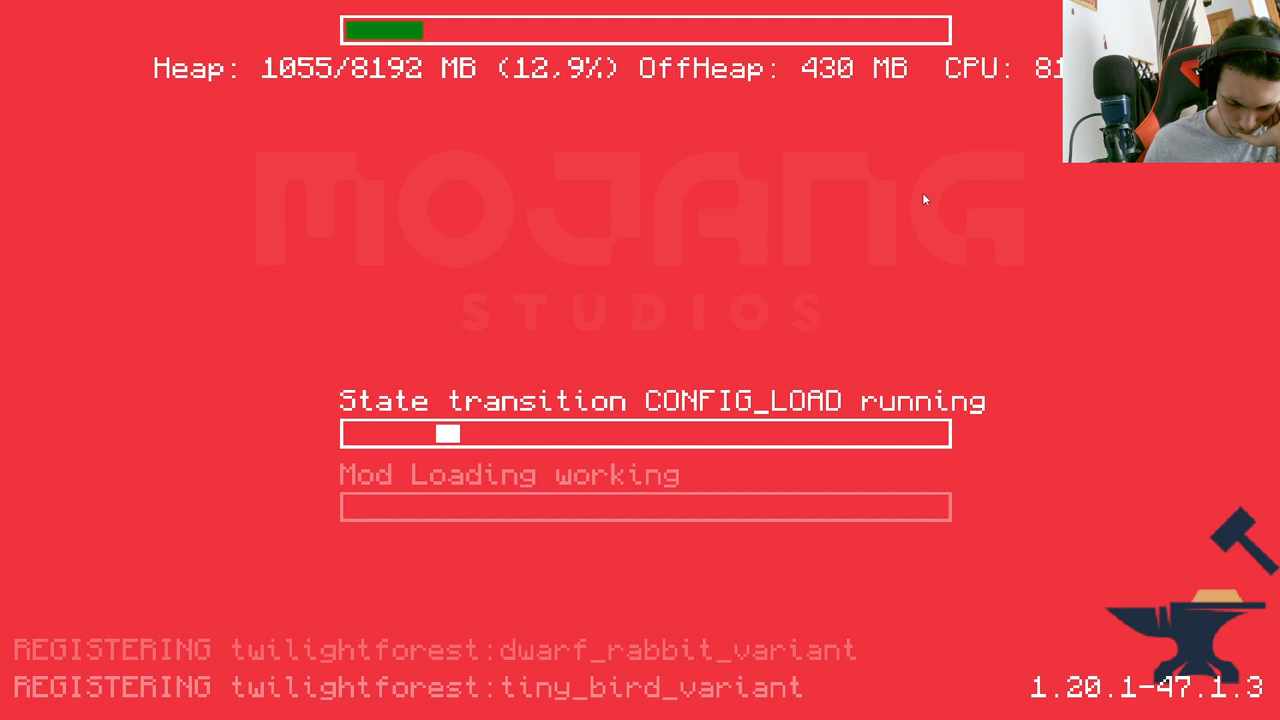 Heap: 1055/8192 MB (12,9%) OffHeap: 430 MB CPU: 81
MOJANG
STUDIOS
State transition CONFIG_LOAD running
Mod Loading working
REGISTERING twilightforest:dwarf_rabbit_variant
REGISTERING twilightforest:tiny_bird_variant
1.20.1-47.1.3